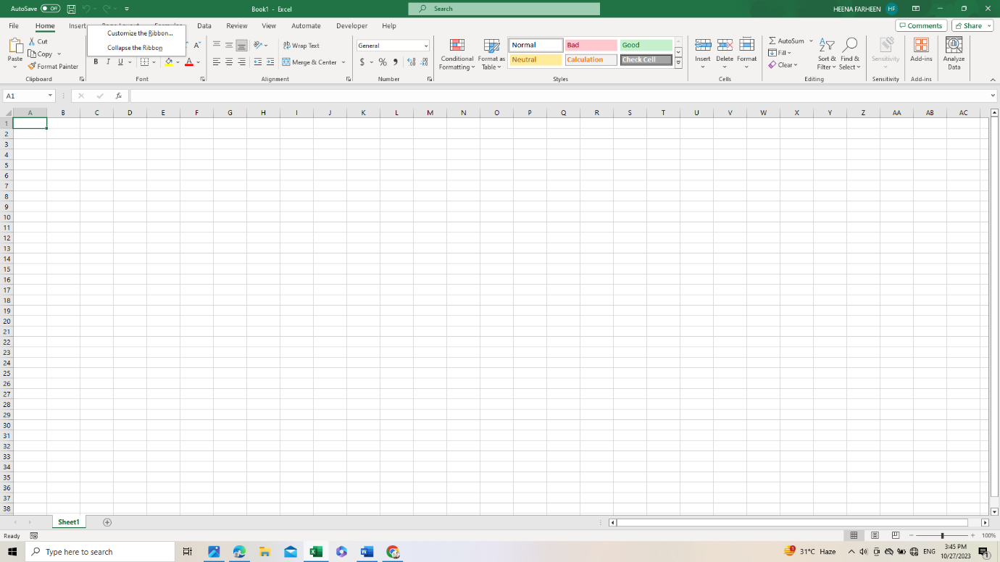 AutoSave Off Book1 - Excel Search HEENA FARHEEN HF
File Home Insert Data Review View Automate Developer Help Comments Share
Customize the Ribbon...
Collapse the Ribbon
Paste Cut Copy Format Painter
Clipboard
B I U A A
Font
Wrap Text
Merge & Center
Alignment
General
$ % ,
Number
Conditional Formatting Format as Table
Normal Bad Good
Neutral Calculation Check Cell
Styles
Insert Delete Format
Cells
AutoSum
Fill
Clear
Sort & Filter Find & Select
Editing
Sensitivity
Sensitivity
Add-ins
Add-ins
Analyze Data
A1 fx
A B C D E F G H I J K L M N O P Q R S T U V W X Y Z AA AB AC
1
2
3
4
5
6
7
8
9
10
11
12
13
14
15
16
17
18
19
20
21
22
23
24
25
26
27
28
29
30
31
32
33
34
35
36
37
38
Sheet1
Ready 100%
Type here to search 31°C Haze ENG 3:45 PM
10/27/2023 1